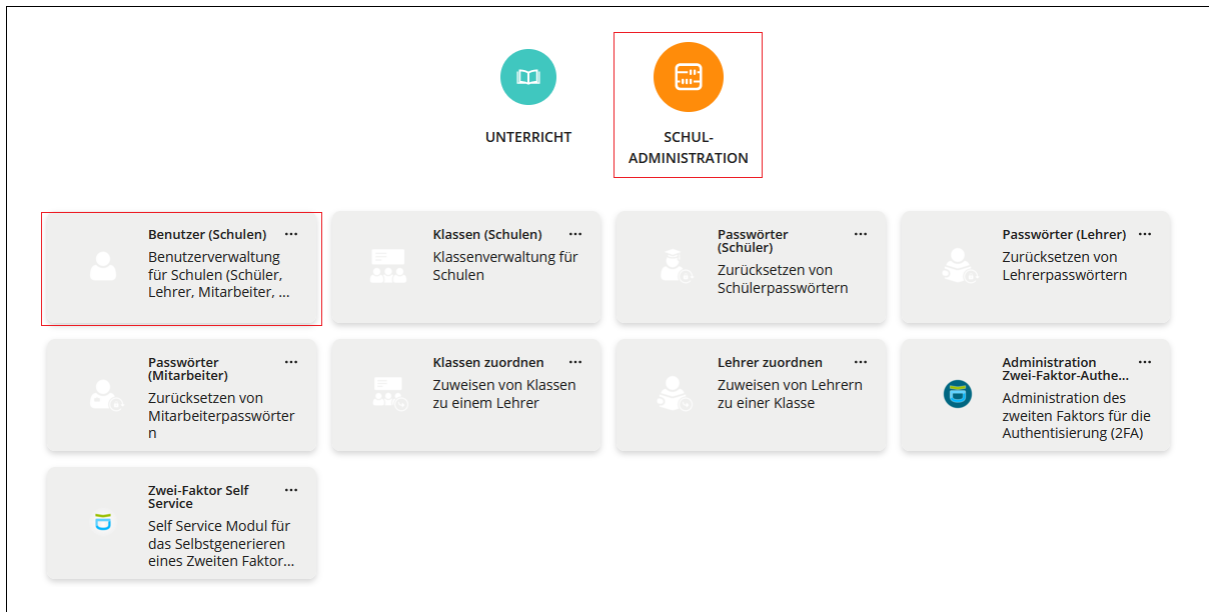 UNTERRICHT
SCHUL-
ADMINISTRATION
Benutzer (Schulen) ...
Benutzerverwaltung
für Schulen (Schüler,
Lehrer, Mitarbeiter, ...
Klassen (Schulen) ...
Klassenverwaltung für
Schulen
Passwörter ...
(Schüler)
Zurücksetzen von
Schülerpasswörtern
Passwörter (Lehrer) ...
Zurücksetzen von
Lehrerpasswörtern
Passwörter ...
(Mitarbeiter)
Zurücksetzen von
Mitarbeiterpasswörter
n
Klassen zuordnen ...
Zuweisen von Klassen
zu einem Lehrer
Lehrer zuordnen ...
Zuweisen von Lehrern
zu einer Klasse
Administration ...
Zwei-Faktor-Authe...
Administration des
zweiten Faktors für die
Authentisierung (2FA)
Zwei-Faktor Self ...
Service
Self Service Modul für
das Selbstgenerieren
eines Zweiten Faktor...